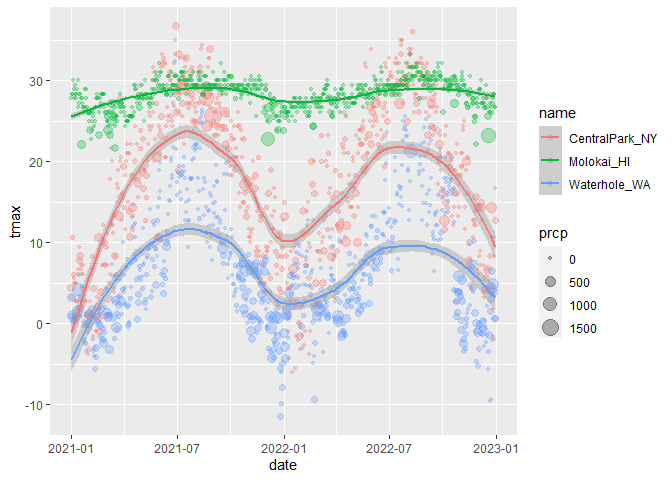 tmax
30
20
10
0
-10
2021-01
2021-07
2022-01
2022-07
2023-01
date
name
CentralPark_NY
Molokai_HI
Waterhole_WA
prcp
0
500
1000
1500